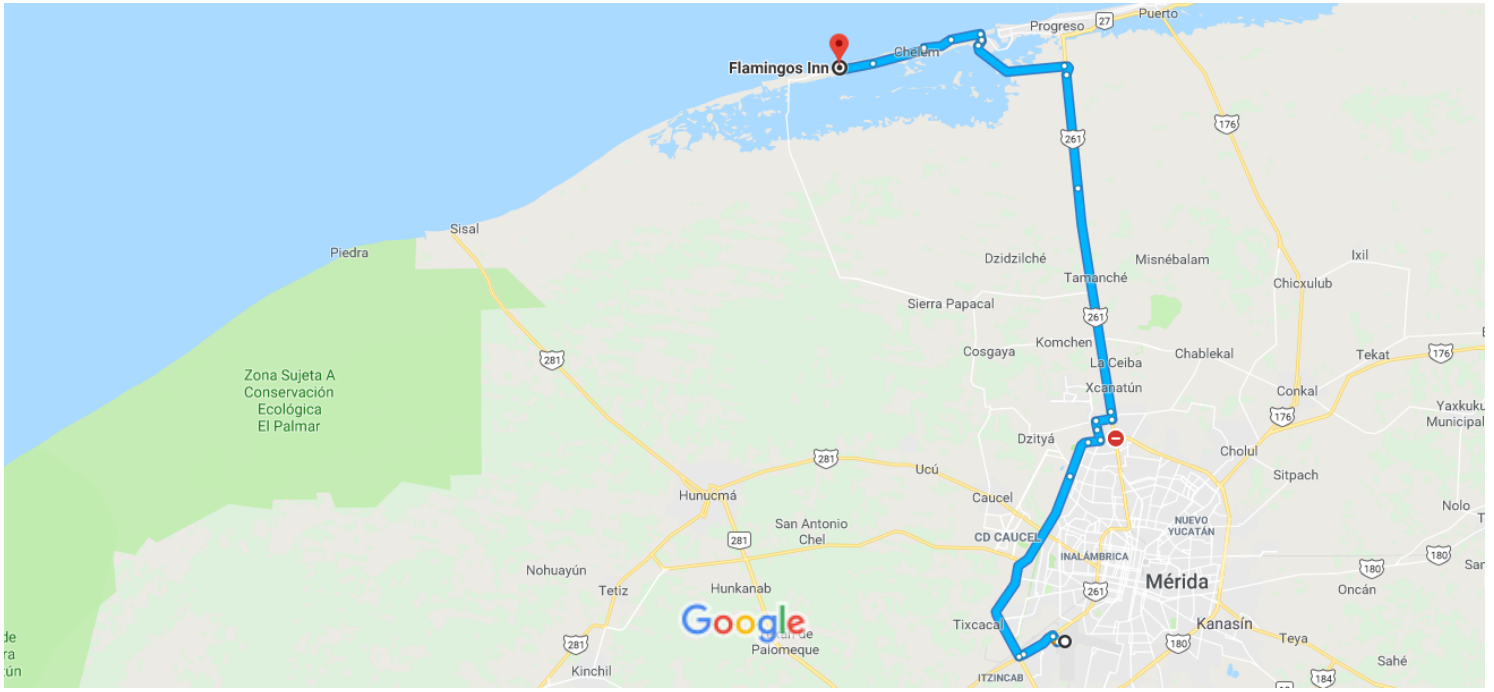 Puerto
Progreso
27
Chelem
Flamingos Inn
176
261
Sisal
Piedra
Dzidzilché
Misnébalam
Ixil
Tamanché
Chicxulub
Sierra Papacal
261
Komchen
Cosgaya
Chablekal
Tekat
176
281
La Ceiba
Zona Sujeta A
Conservación
Ecológica
El Palmar
Xcanatún
Conkal
176
Yaxkuku
Municipal
Dzityá
Cholul
281
Ucú
Sitpach
Hunucmá
Caucel
Nolo
San Antonio
Chel
NUEVO
YUCATÁN
281
CD CAUCEL
INALÁMBRICA
180
Nohuayún
180
Mérida
Tetiz
Hunkanab
261
Oncán
Google
Tixcacal
Kanasín
de
Paiomeque
281
180
Teya
Kinchil
Sahé
ITZINCAB
184